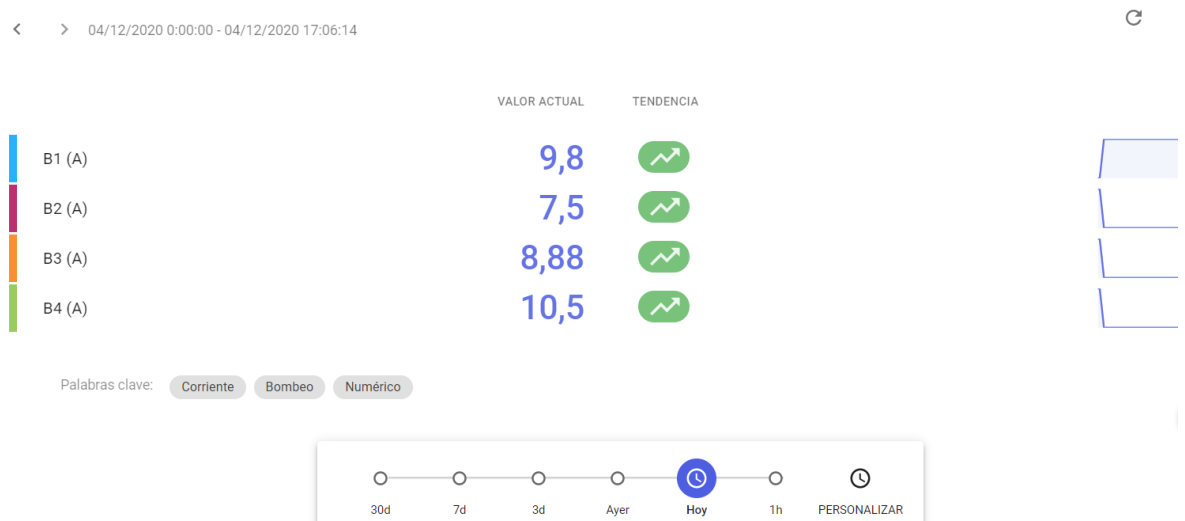 04/12/2020 0:00:00 - 04/12/2020 17:06:14
VALOR ACTUAL TENDENCIA
B1 (A) 9,8
B2 (A) 7,5
B3 (A) 8,88
B4 (A) 10,5
Palabras clave: Corriente Bombeo Numérico
30d 7d 3d Ayer Hoy 1h PERSONALIZAR